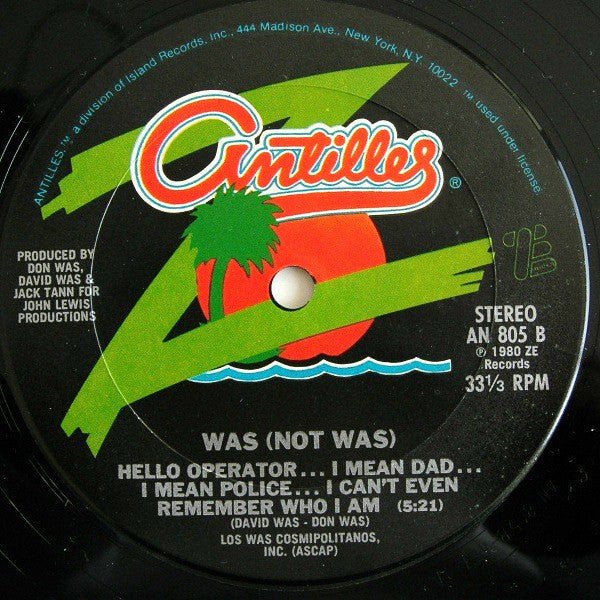 ANTILLES ™ a division of Island Records, Inc., 444 Madison Ave., New York, N.Y. 10022. ™ used under license.
antilles ®
PRODUCED BY
DON WAS,
DAVID WAS &
JACK TANN FOR
JOHN LEWIS
PRODUCTIONS
STEREO
AN 805 B
℗ 1980 ZE
Records
33⅓ RPM
WAS (NOT WAS)
HELLO OPERATOR... I MEAN DAD...
I MEAN POLICE... I CAN'T EVEN
REMEMBER WHO I AM (5:21)
(DAVID WAS - DON WAS)
LOS WAS COSMIPOLITANOS,
INC. (ASCAP)